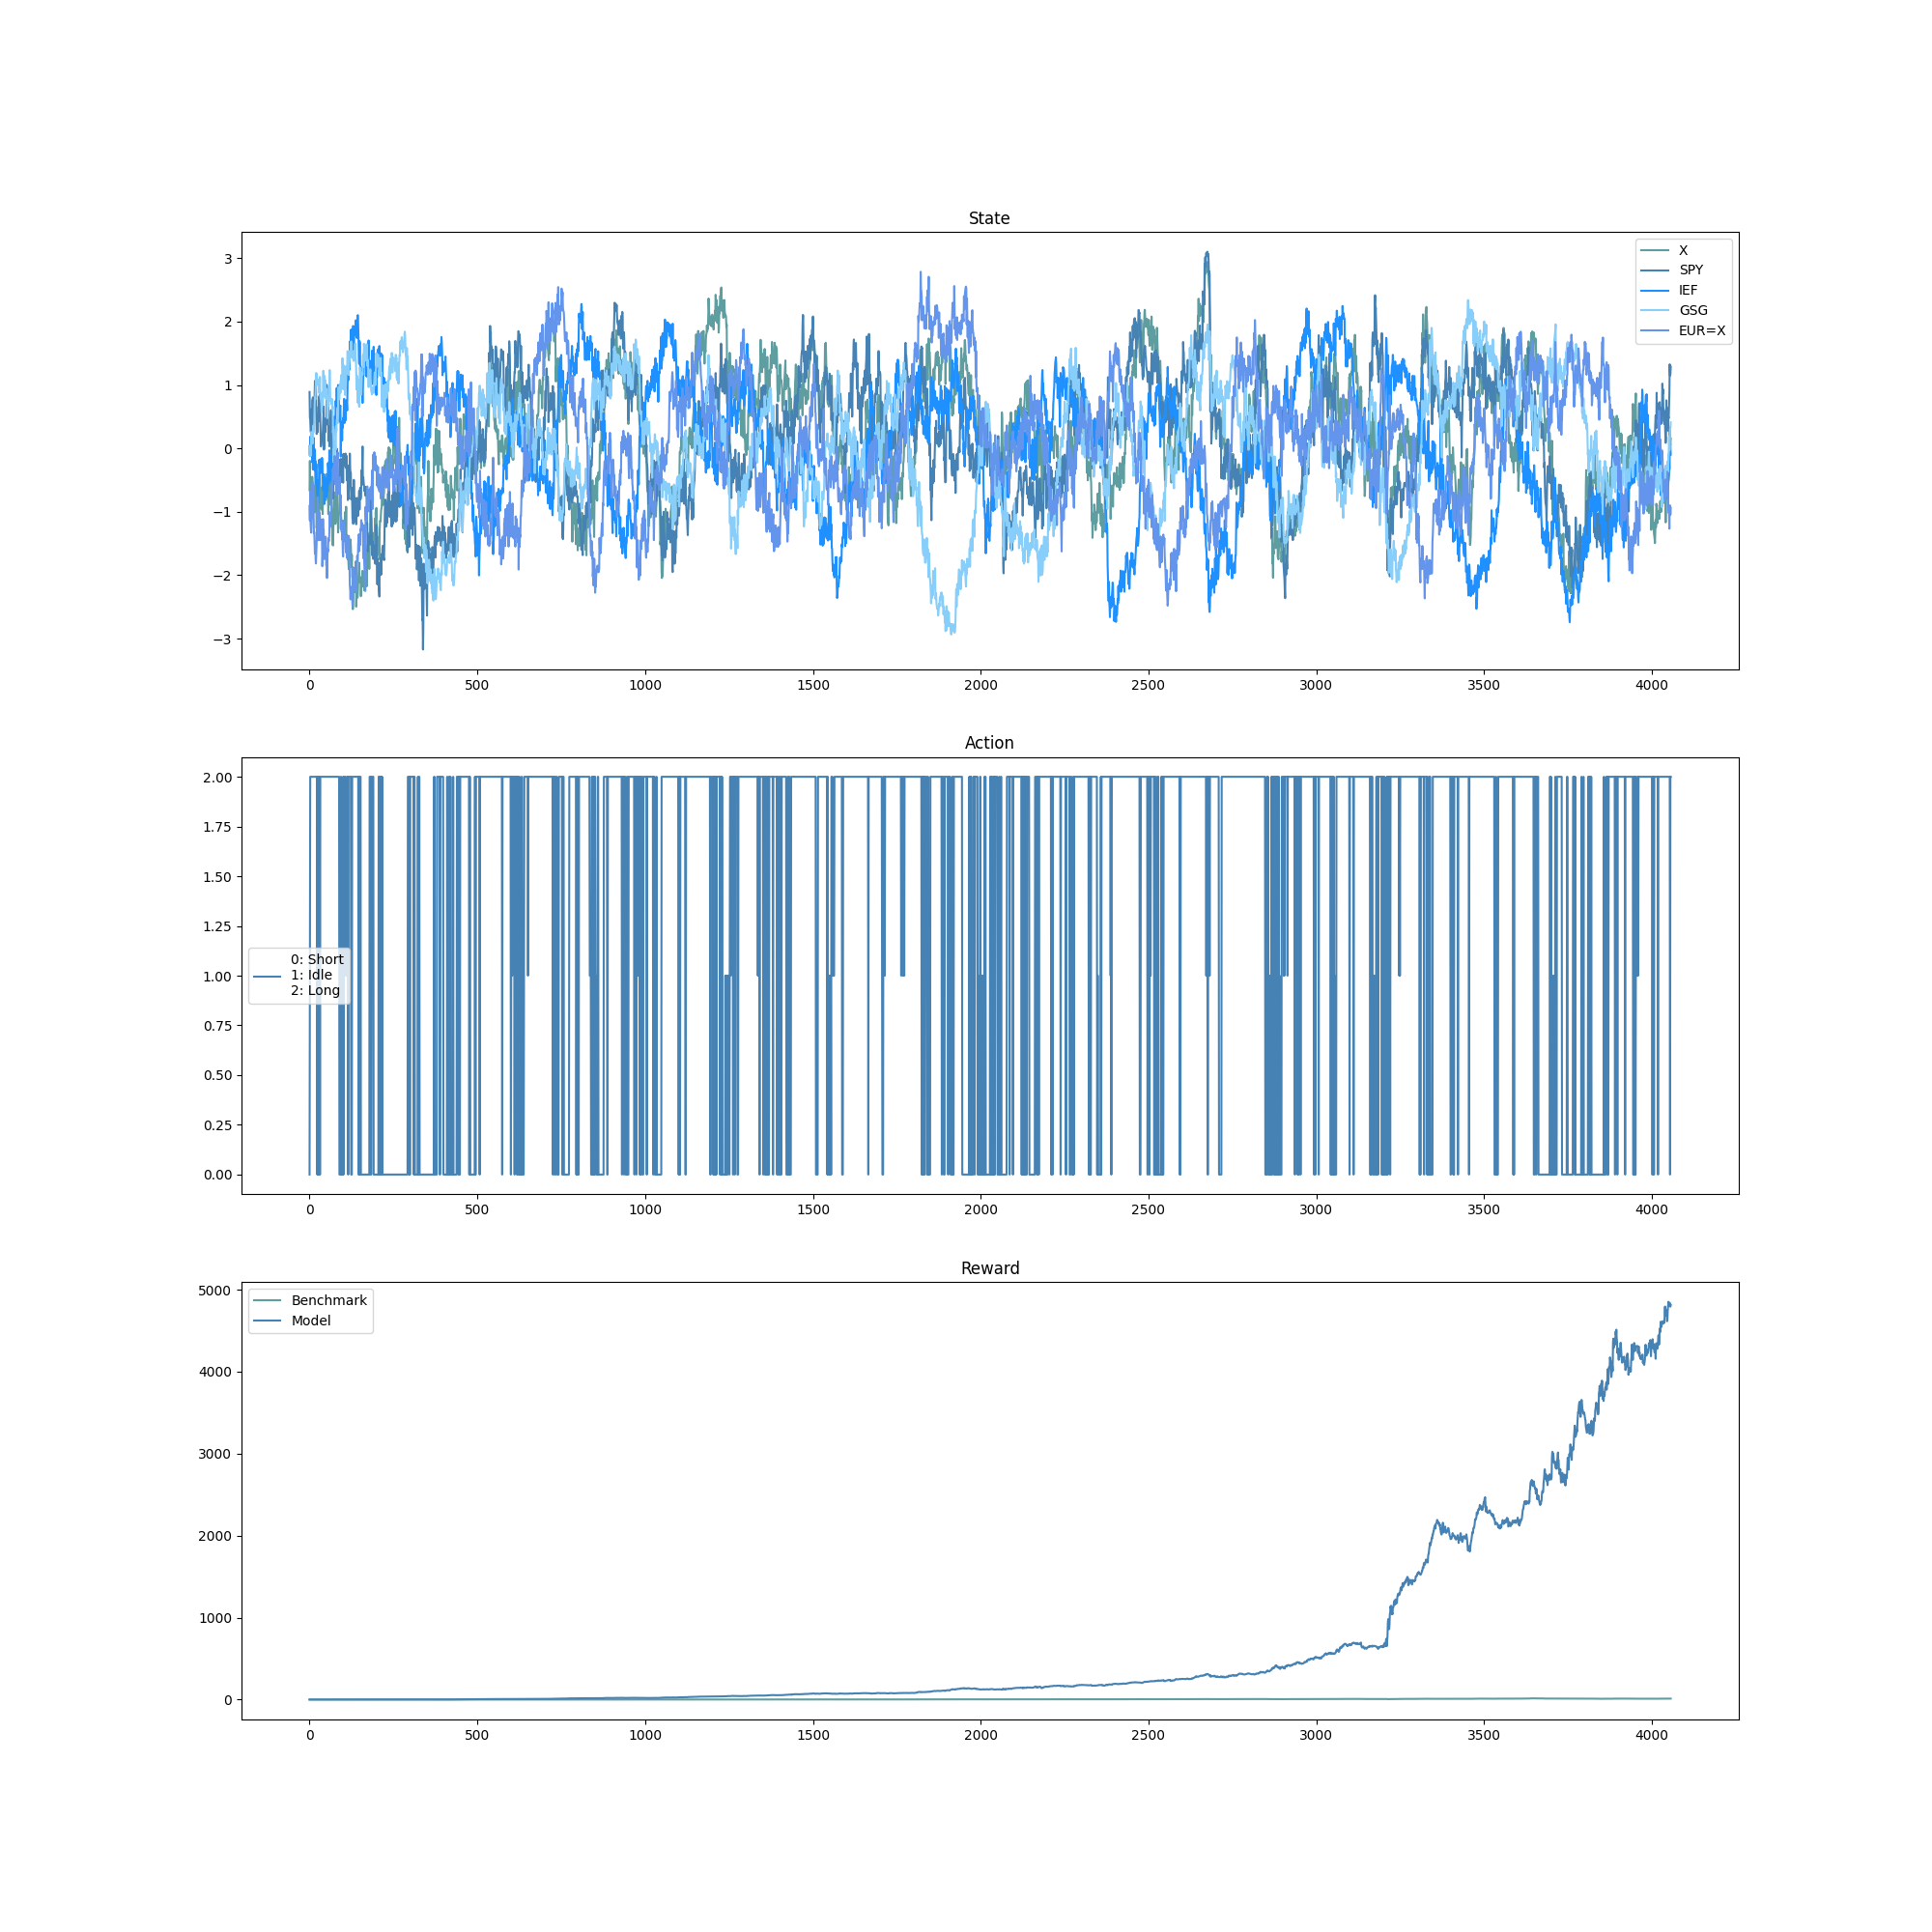 State
3
2
1
0
−1
−2
−3
X
SPY
IEF
GSG
EUR=X
0 500 1000 1500 2000 2500 3000 3500 4000
Action
2.00
1.75
1.50
1.25
1.00
0.75
0.50
0.25
0.00
0: Short
1: Idle
2: Long
0 500 1000 1500 2000 2500 3000 3500 4000
Reward
5000
4000
3000
2000
1000
0
Benchmark
Model
0 500 1000 1500 2000 2500 3000 3500 4000